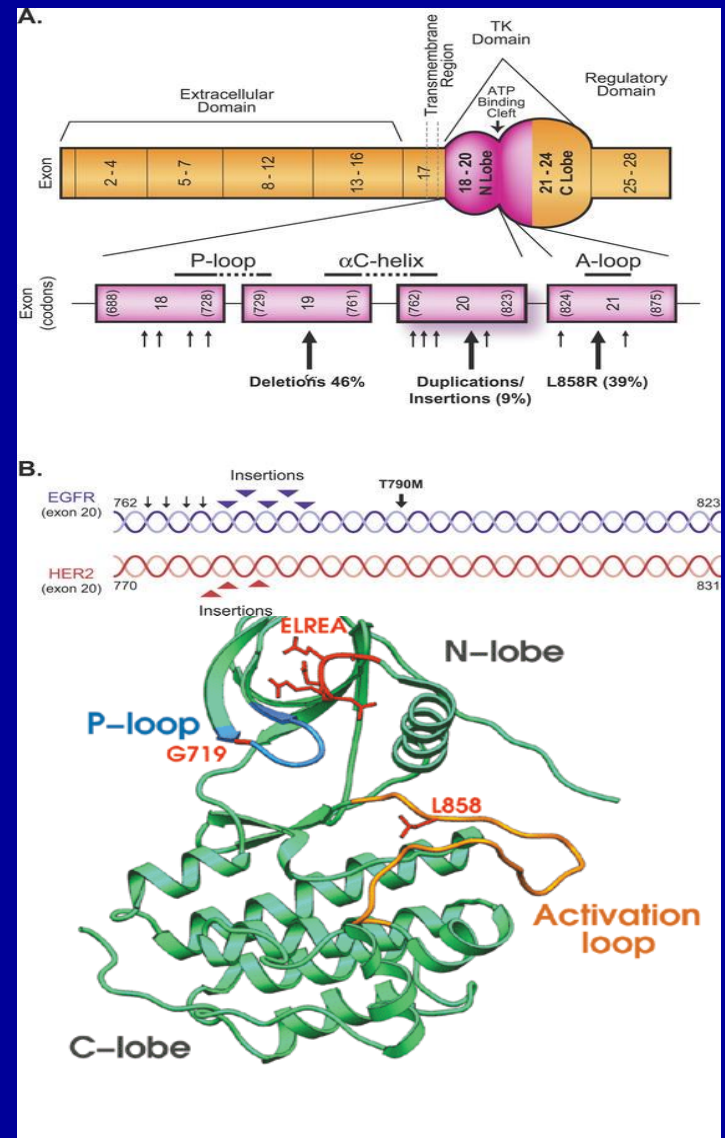 A.
TK
Domain
Transmembrane
Region
ATP
Binding
Cleft
Regulatory
Domain
Extracellular
Domain
Exon
2 - 4
5 - 7
8 - 12
13 - 16
17
18 - 20
N Lobe
21 - 24
C Lobe
25 - 28
P-loop
αC-helix
A-loop
Exon
(codons)
(688)
18
(728)
(729)
19
(761)
(762)
20
(823)
(824)
21
(875)
Deletions 46%
Duplications/
Insertions (9%)
L858R (39%)
B.
Insertions
T790M
EGFR
(exon 20)
762
823
HER2
(exon 20)
770
831
Insertions
ELREA
N-lobe
P-loop
G719
L858
Activation
loop
C-lobe